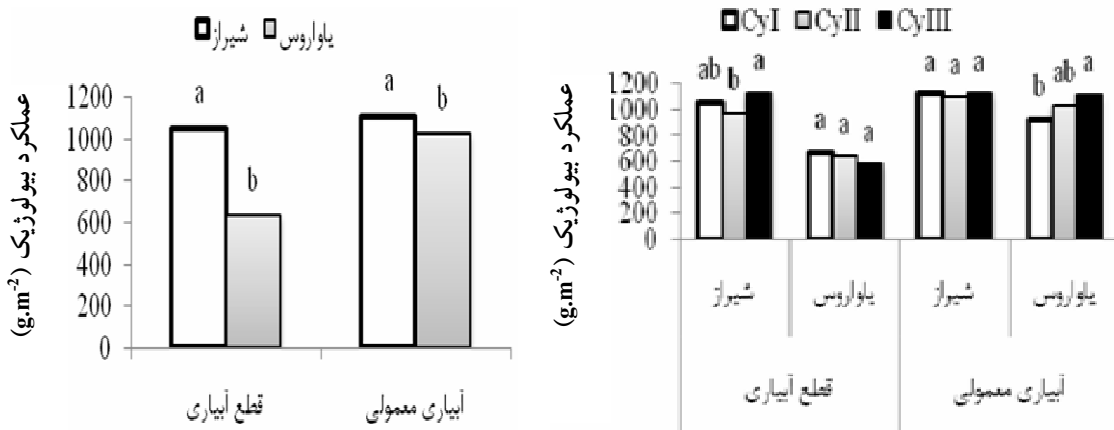 شیراز یاواروس
عملکرد بیولوژیک (g.m-2)
1200
1000
800
600
400
200
0
a
b
a
b
قطع آبیاری
آبیاری معمولی
CyI CyII CyIII
عملکرد بیولوژیک (g.m-2)
1200
1000
800
600
400
200
0
ab b a
a a a
a a a
b ab a
شیراز
یاواروس
شیراز
یاواروس
قطع آبیاری
آبیاری معمولی